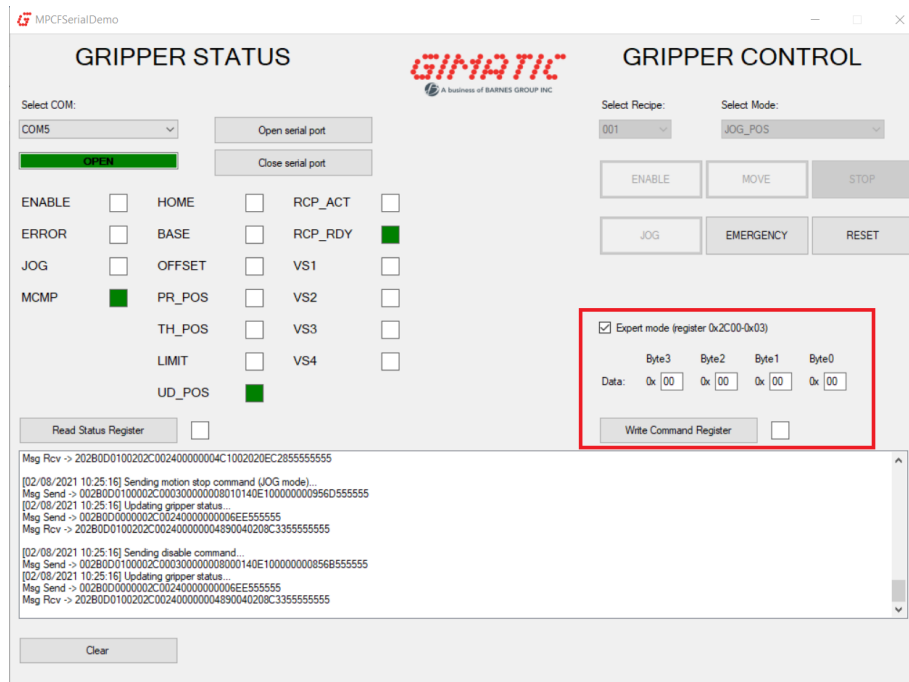 MPCFSerialDemo
GRIPPER STATUS
GIMATIC
A business of BARNES GROUP INC
GRIPPER CONTROL
Select COM:
COM5
Open serial port
OPEN
Close serial port
Select Recipe:
Select Mode:
001
JOG_POS
ENABLE
MOVE
STOP
JOG
EMERGENCY
RESET
ENABLE
HOME
RCP_ACT
ERROR
BASE
RCP_RDY
JOG
OFFSET
VS1
MCMP
PR_POS
VS2
TH_POS
VS3
LIMIT
VS4
UD_POS
Expert mode (register 0x2C00-0x03)
Byte3 Byte2 Byte1 Byte0
Data: 0x 00 0x 00 0x 00 0x 00
Read Status Register
Write Command Register
Msg Rcv -> 202B0D0100202C002400000004C1002020EC2855555555
[02/08/2021 10:25:16] Sending motion stop command (JOG mode)...
Msg Send -> 002B0D0100002C000300000008010140E100000000956D555555
[02/08/2021 10:25:16] Updating gripper status...
Msg Send -> 002B0D0000002C00240000000006EE555555
Msg Rcv -> 202B0D0100202C002400000004890040208C3355555555
[02/08/2021 10:25:16] Sending disable command...
Msg Send -> 002B0D0100002C000300000008000140E100000000856B555555
[02/08/2021 10:25:16] Updating gripper status...
Msg Send -> 002B0D0000002C00240000000006EE555555
Msg Rcv -> 202B0D0100202C002400000004890040208C3355555555
Clear